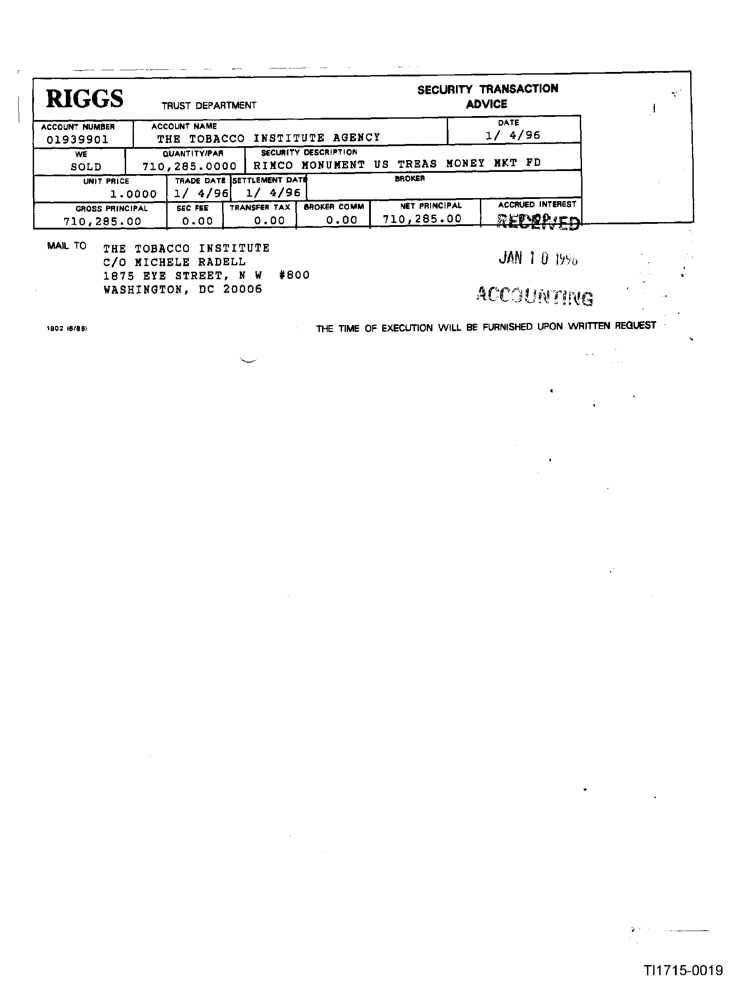 SECURITY TRANSACTION
RIGGS TRUST DEPARTMENT ADVICE
ACCOUNT NUMBER ACCOUNT NAME DATE
01939901 THE TOBACCO INSTITUTE AGENCY 1/ 4/96
WE QUANTITY/PAR SECURITY DESCRIPTION
SOLD 710,285.0000 RIMCO MONUMENT US TREAS MONEY MKT FD
UNIT PRICE TRADE DATE SETTLEMENT DATE BROKER
1.0000 1/ 4/96 1/ 4/96
GROSS PRINCIPAL SEC FEE TRANSFER TAX BROKER COMM NET PRINCIPAL ACCRUED INTEREST
710,285.00 0.00 0.00 0.00 710,285.00 RECEIVED
MAIL TO THE TOBACCO INSTITUTE
C/O MICHELE RADELL JAN 10 1996
1875 EYE STREET, N W #800
WASHINGTON, DC 20006 ACCOUNTING
1802 (6/88) THE TIME OF EXECUTION WILL BE FURNISHED UPON WRITTEN REQUEST
TI1715-0019